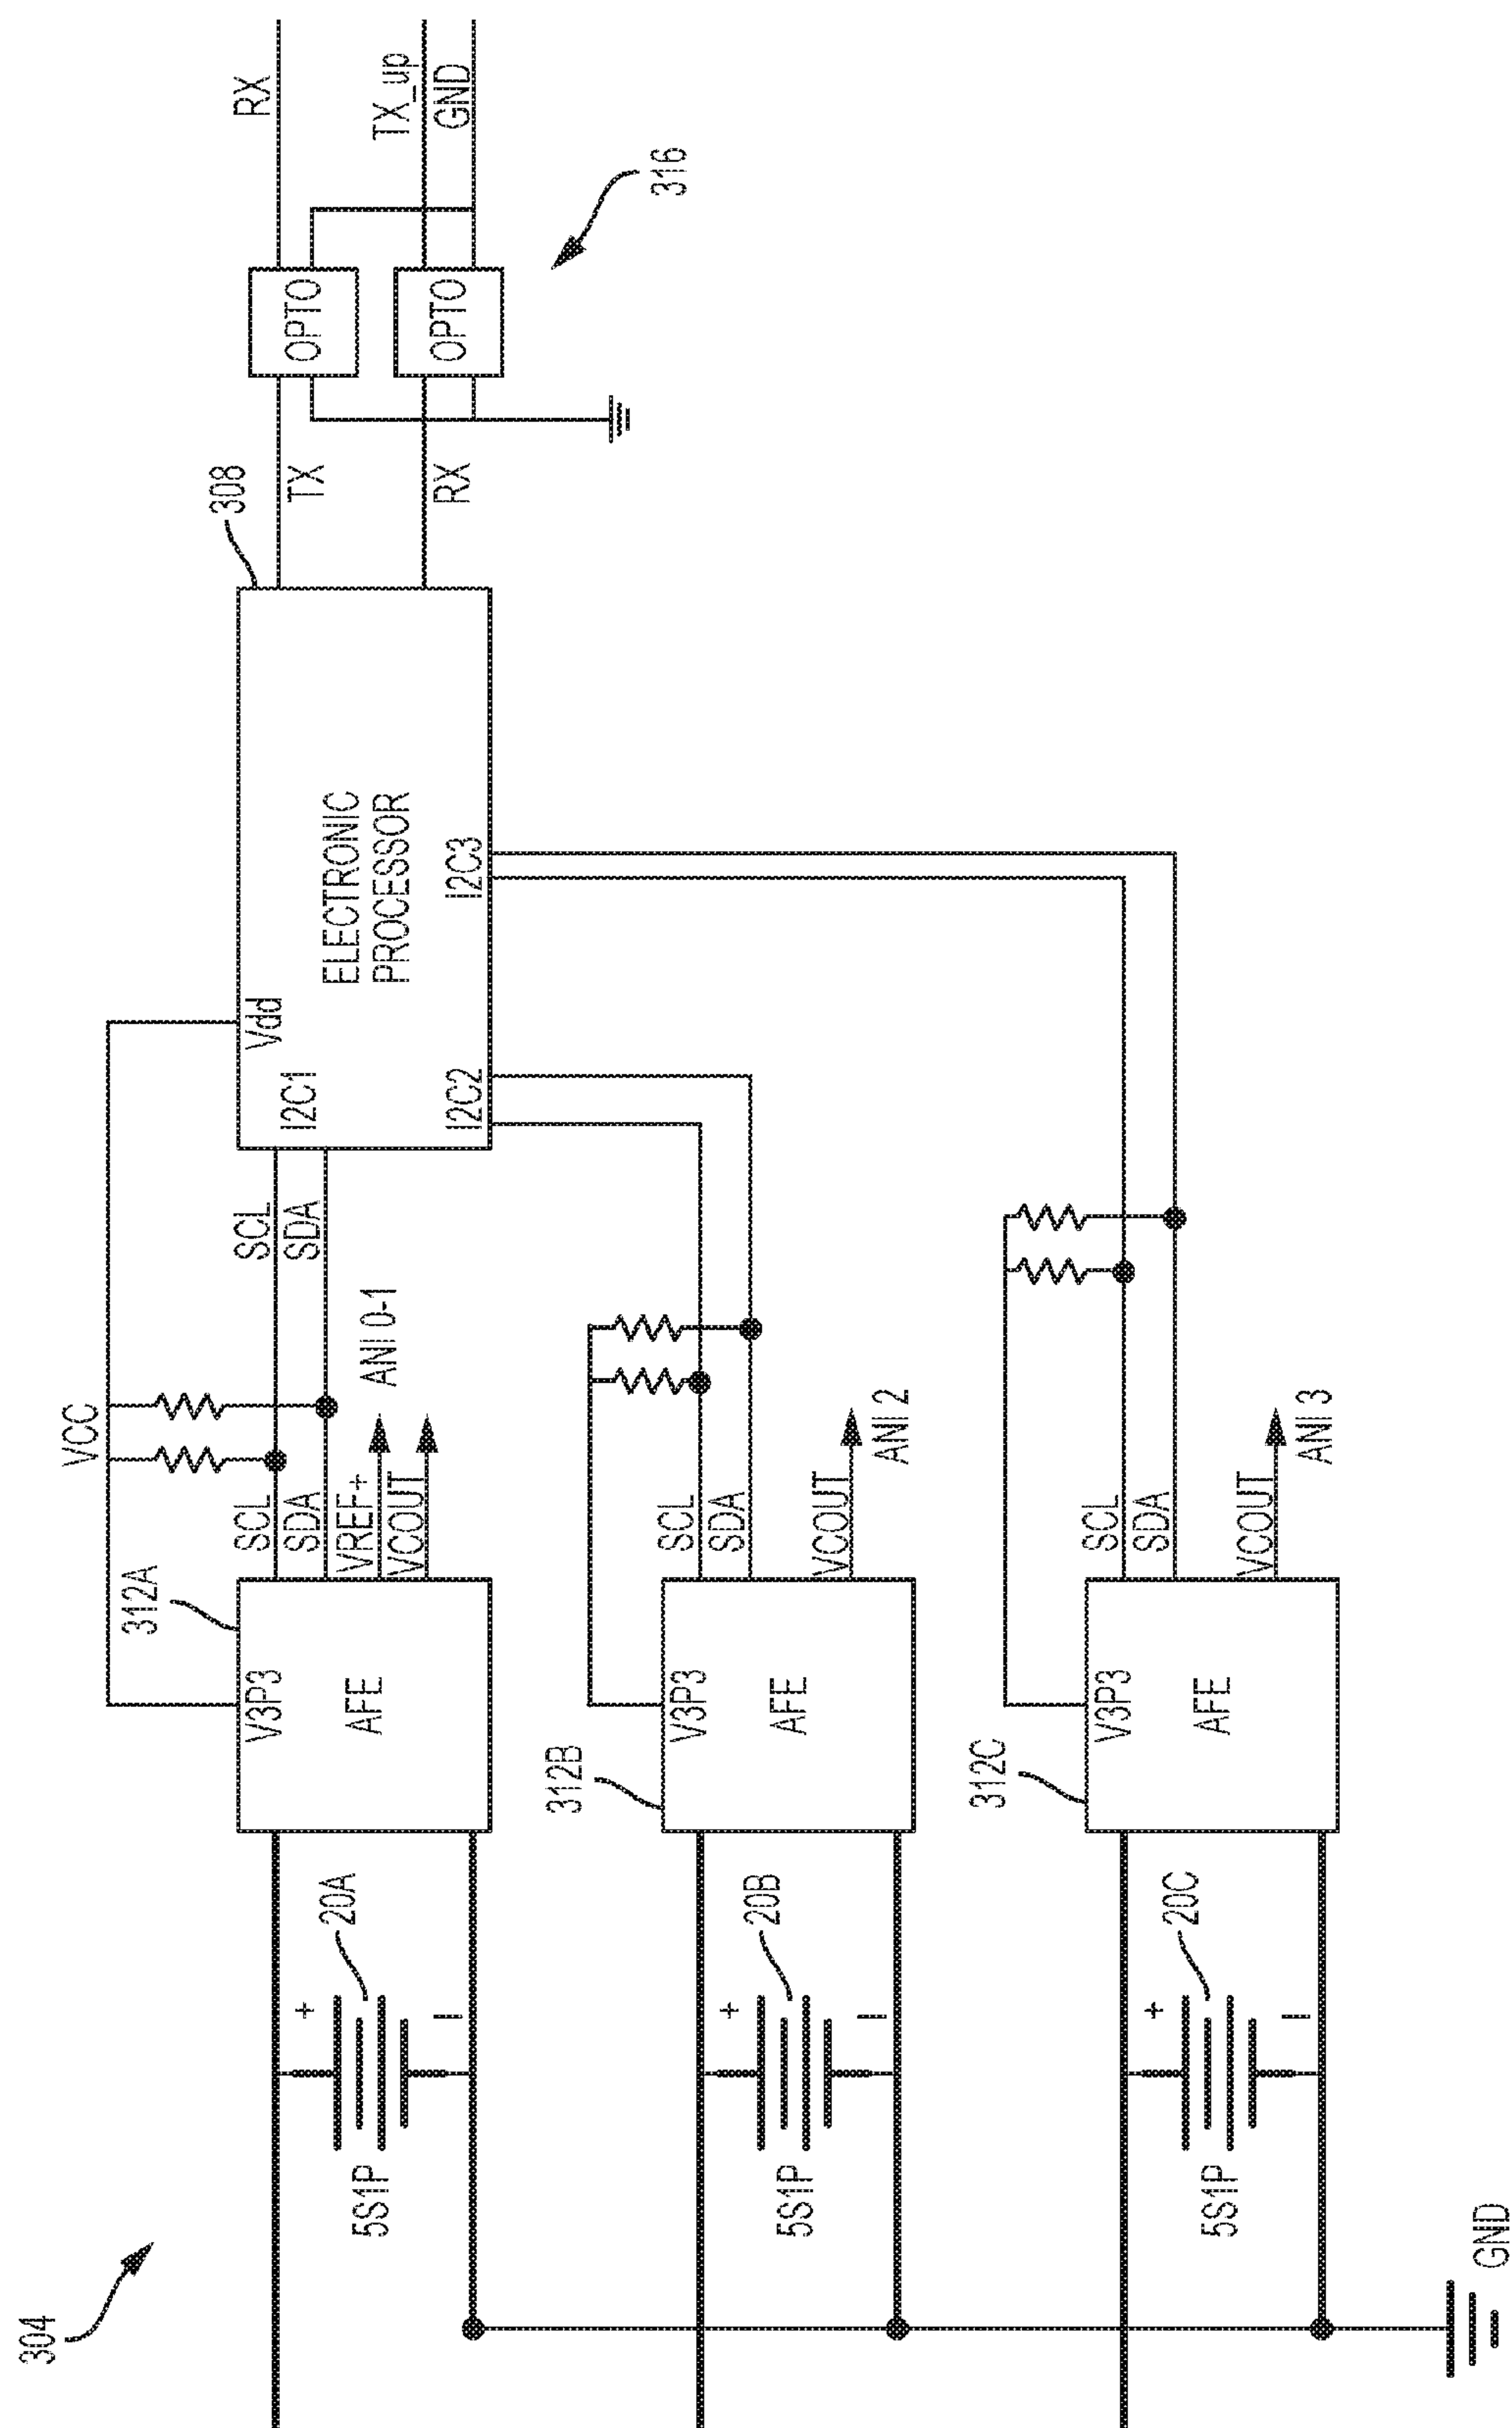 304
5S1P
+
20A
312A
V3P3
AFE
VCC
SCL
SDA
VREF+
VCOUT
ANI 0-1
SCL
SDA
I2C1
Vdd
ELECTRONIC
PROCESSOR
I2C2
I2C3
308
TX
RX
OPTO
OPTO
RX
TX_up
GND
316
5S1P
+
20B
312B
V3P3
AFE
SCL
SDA
VCOUT
ANI 2
5S1P
+
20C
312C
V3P3
AFE
SCL
SDA
VCOUT
ANI 3
GND